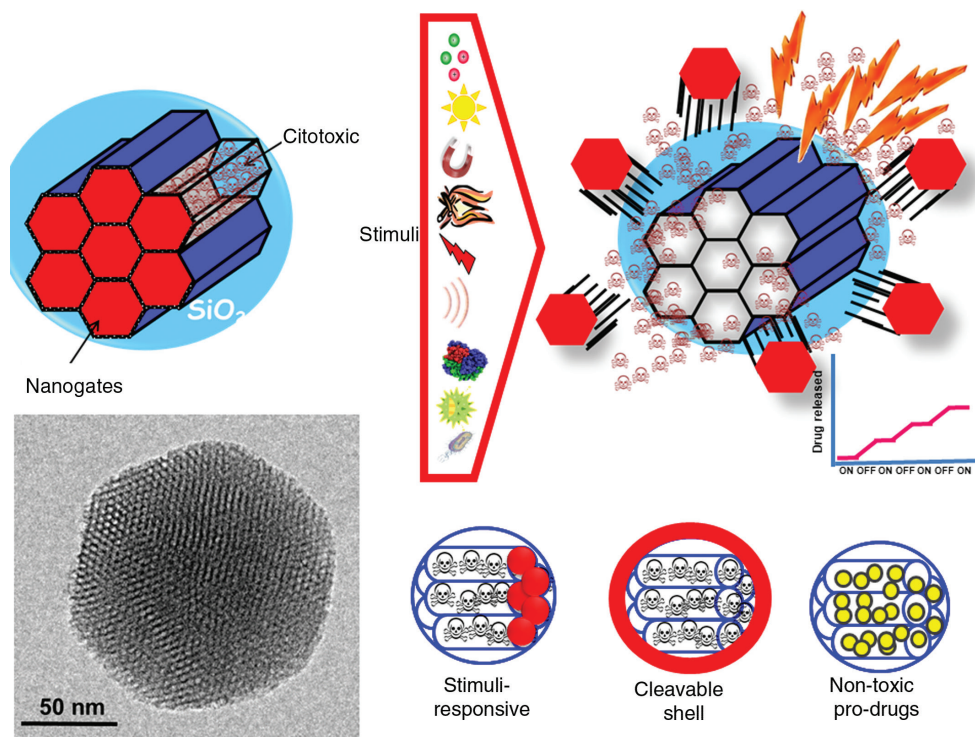 Citotoxic
Stimuli
SiO₂
Nanogates
Drug released
ON OFF ON OFF ON OFF ON
50 nm
Stimuli-
responsive
Cleavable
shell
Non-toxic
pro-drugs